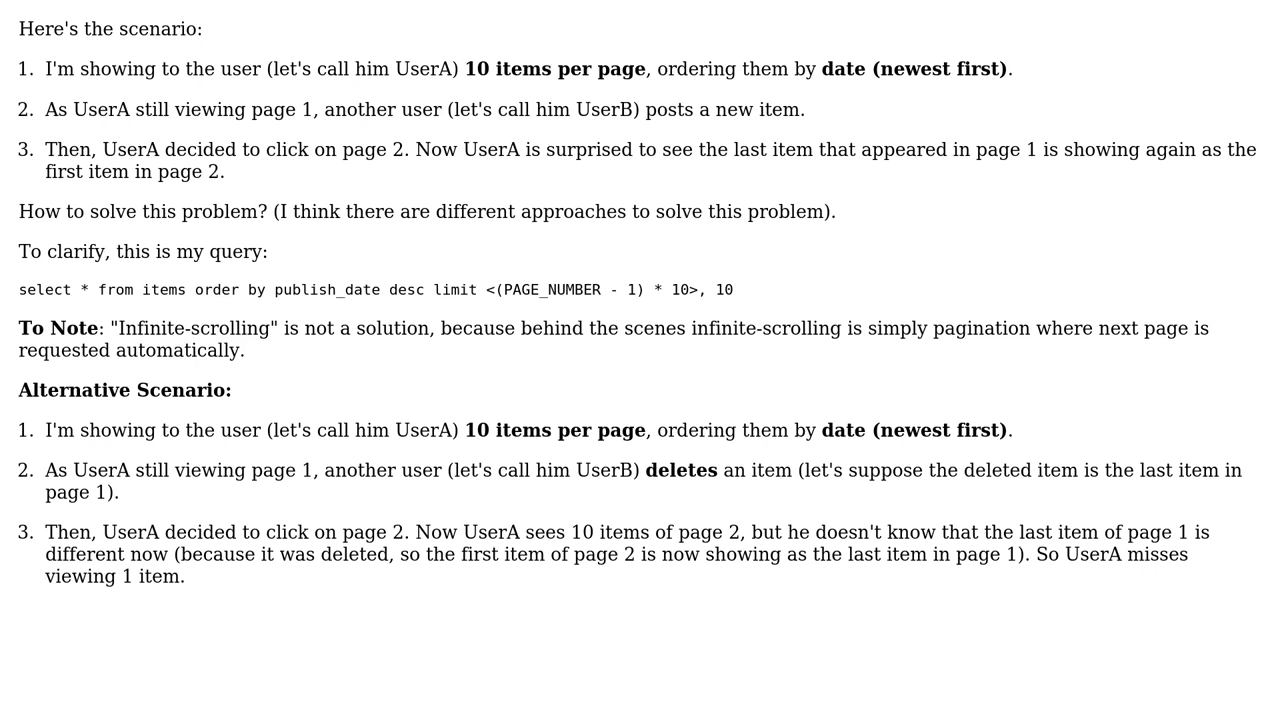 Here's the scenario:
1. I'm showing to the user (let's call him UserA) 10 items per page, ordering them by date (newest first).
2. As UserA still viewing page 1, another user (let's call him UserB) posts a new item.
3. Then, UserA decided to click on page 2. Now UserA is surprised to see the last item that appeared in page 1 is showing again as the
first item in page 2.
How to solve this problem? (I think there are different approaches to solve this problem).
To clarify, this is my query:
select * from items order by publish_date desc limit <(PAGE_NUMBER - 1) * 10>, 10
To Note: "Infinite-scrolling" is not a solution, because behind the scenes infinite-scrolling is simply pagination where next page is
requested automatically.
Alternative Scenario:
1. I'm showing to the user (let's call him UserA) 10 items per page, ordering them by date (newest first).
2. As UserA still viewing page 1, another user (let's call him UserB) deletes an item (let's suppose the deleted item is the last item in
page 1).
3. Then, UserA decided to click on page 2. Now UserA sees 10 items of page 2, but he doesn't know that the last item of page 1 is
different now (because it was deleted, so the first item of page 2 is now showing as the last item in page 1). So UserA misses
viewing 1 item.